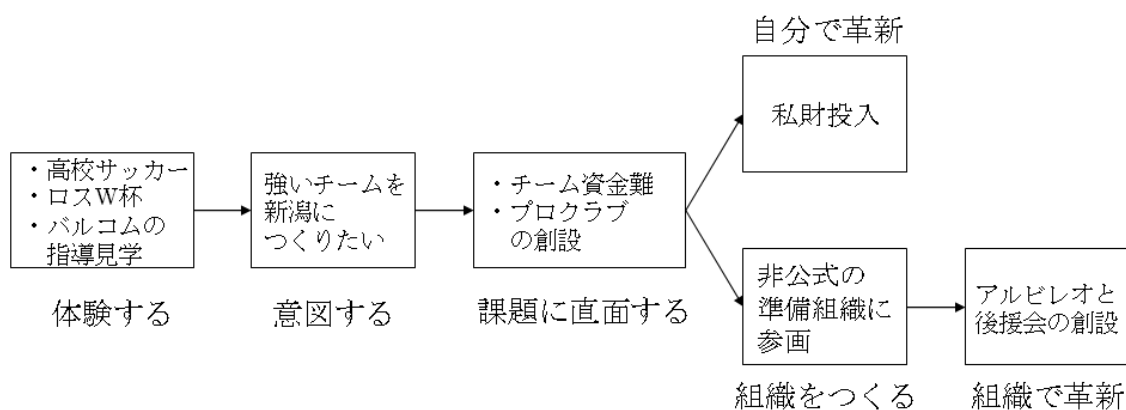 自分で革新
私財投入
・高校サッカー
・ロスW杯
・バルコムの
指導見学
体験する
強いチームを
新潟に
つくりたい
意図する
・チーム資金難
・プロクラブ
の創設
課題に直面する
非公式の
準備組織に
参画
組織をつくる
アルビレオと
後援会の創設
組織で革新